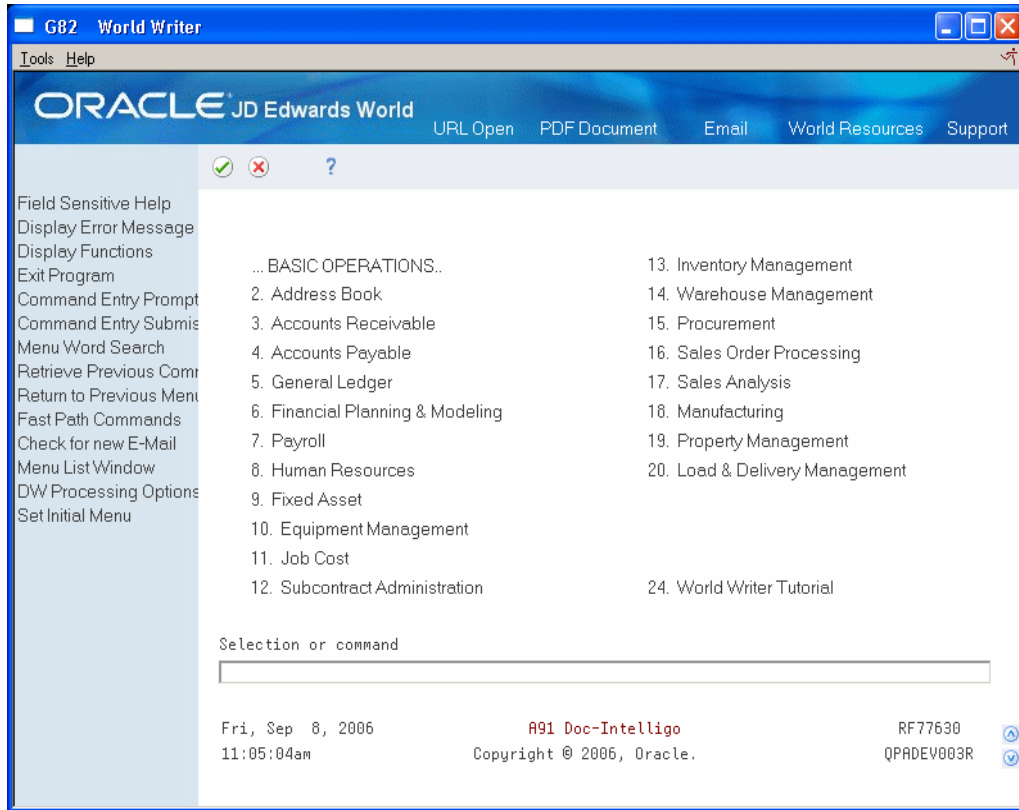 G82 World Writer
Tools Help
ORACLE JD Edwards World
URL Open PDF Document Email World Resources Support
?
Field Sensitive Help
Display Error Message
Display Functions
Exit Program
Command Entry Prompt
Command Entry Submis
Menu Word Search
Retrieve Previous Com
Return to Previous Menu
Fast Path Commands
Check for new E-Mail
Menu List Window
DW Processing Options
Set Initial Menu
... BASIC OPERATIONS..
2. Address Book
3. Accounts Receivable
4. Accounts Payable
5. General Ledger
6. Financial Planning & Modeling
7. Payroll
8. Human Resources
9. Fixed Asset
10. Equipment Management
11. Job Cost
12. Subcontract Administration
13. Inventory Management
14. Warehouse Management
15. Procurement
16. Sales Order Processing
17. Sales Analysis
18. Manufacturing
19. Property Management
20. Load & Delivery Management
24. World Writer Tutorial
Selection or command
Fri, Sep 8, 2006 A91 Doc-Intelligo RF77630
11:05:04am Copyright © 2006, Oracle. QPADEV003R